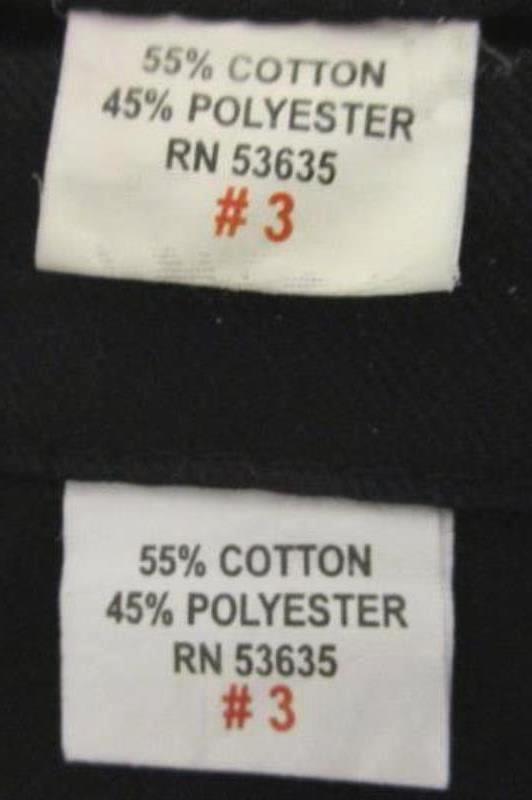 55% COTTON
45% POLYESTER
RN 53635
# 3
55% COTTON
45% POLYESTER
RN 53635
# 3